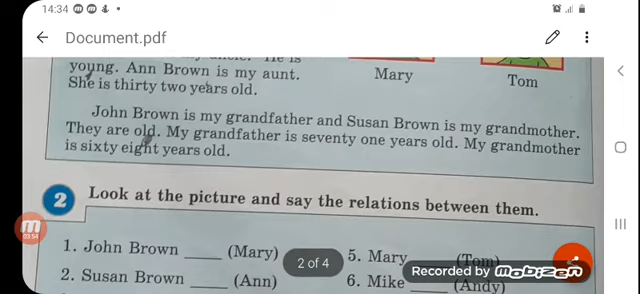 14:34
Document.pdf
young. Ann Brown is my aunt.
She is thirty two years old.
Mary
Tom
John Brown is my grandfather and Susan Brown is my grandmother.
They are old. My grandfather is seventy one years old. My grandmother
is sixty eight years old.
2 Look at the picture and say the relations between them.
03:54
1. John Brown ____ (Mary)
2. Susan Brown ____ (Ann)
2 of 4
5. Mary ____ (Tom)
6. Mike ____ (Andy)
Recorded by mobizen